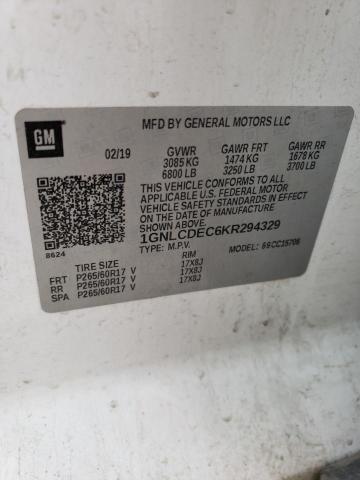 GM
MFD BY GENERAL MOTORS LLC
02/19 GVWR GAWR FRT GAWR RR
3085 KG 1474 KG 1678 KG
6800 LB 3250 LB 3700 LB
THIS VEHICLE CONFORMS TO ALL
APPLICABLE U.S. FEDERAL MOTOR
VEHICLE SAFETY STANDARDS IN EFFECT
ON THE DATE OF MANUFACTURE
SHOWN ABOVE.
1GNLCDEC6KR294329
TYPE: M.P.V. MODEL: 69CC15706
8624
TIRE SIZE RIM
FRT P265/60R17 V 17X8J
RR P265/60R17 V 17X8J
SPA P265/60R17 V 17X8J